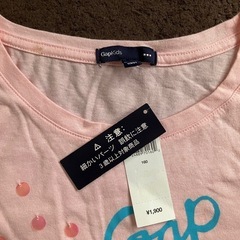 GapKids
⚠ 注意:
細かいパーツ 誤飲に注意
3歳以上対象商品
160
¥1,900
Gap